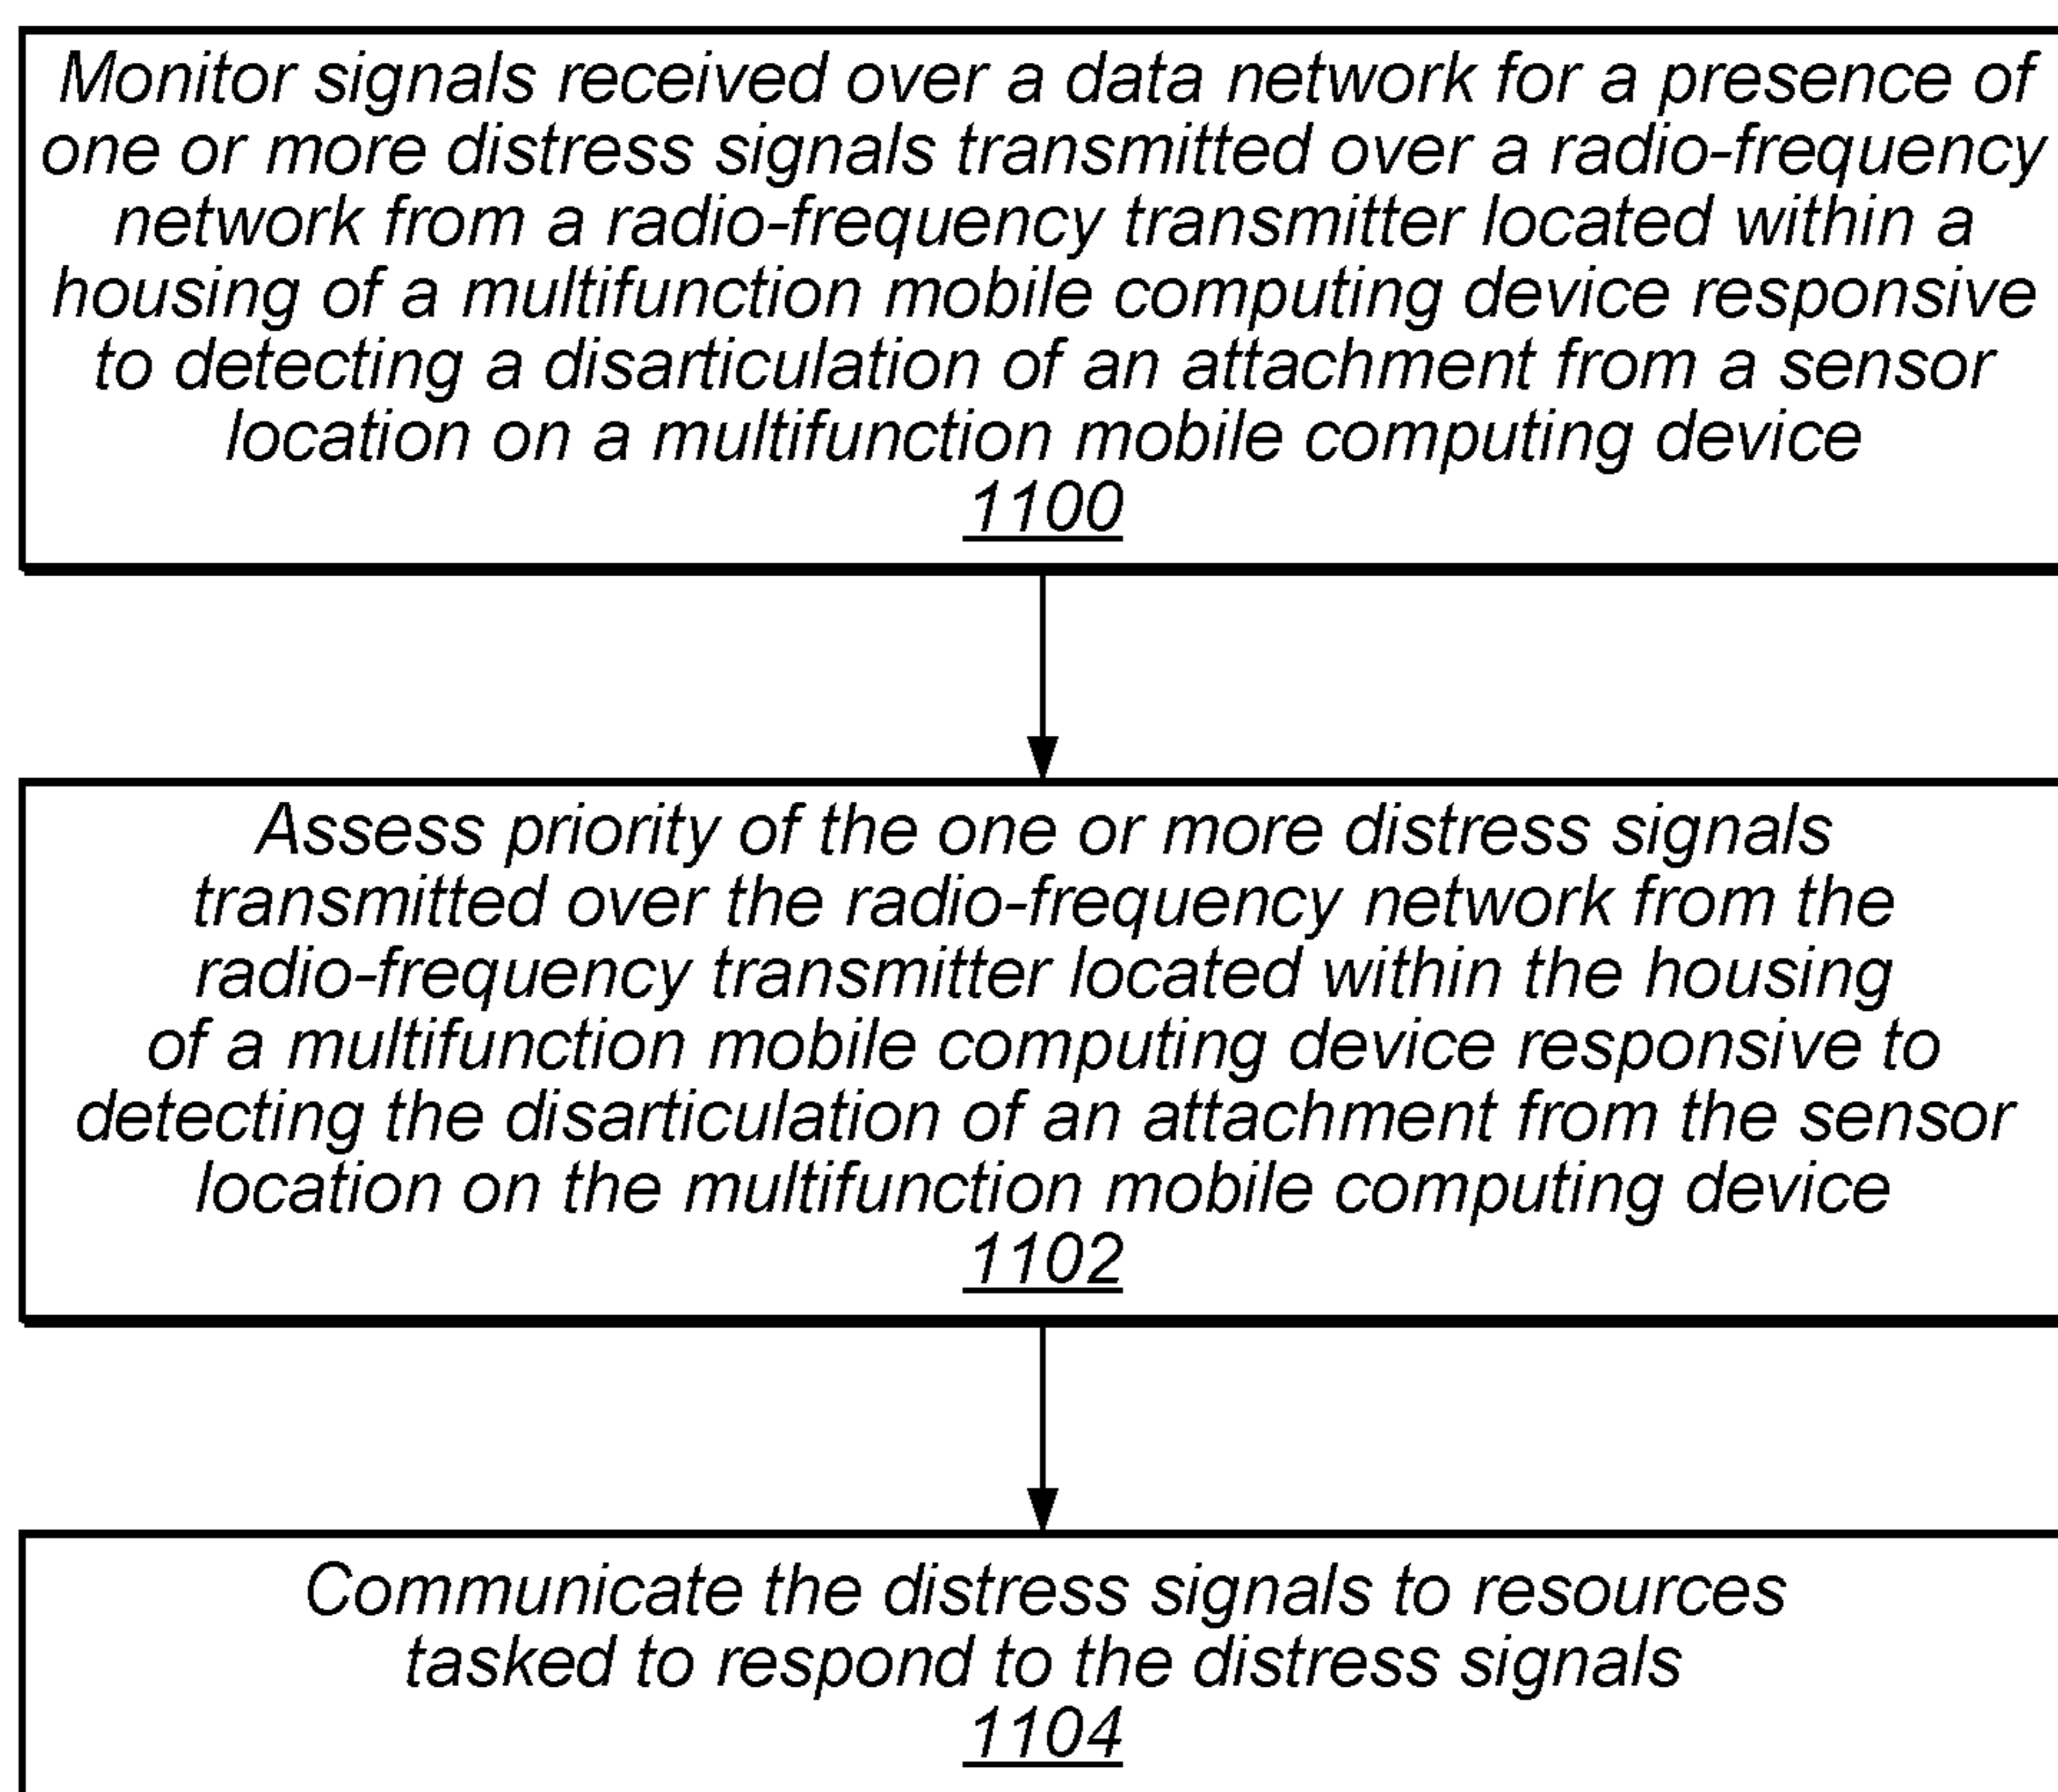 Monitor signals received over a data network for a presence of
one or more distress signals transmitted over a radio-frequency
network from a radio-frequency transmitter located within a
housing of a multifunction mobile computing device responsive
to detecting a disarticulation of an attachment from a sensor
location on a multifunction mobile computing device
1100
Assess priority of the one or more distress signals
transmitted over the radio-frequency network from the
radio-frequency transmitter located within the housing
of a multifunction mobile computing device responsive to
detecting the disarticulation of an attachment from the sensor
location on the multifunction mobile computing device
1102
Communicate the distress signals to resources
tasked to respond to the distress signals
1104